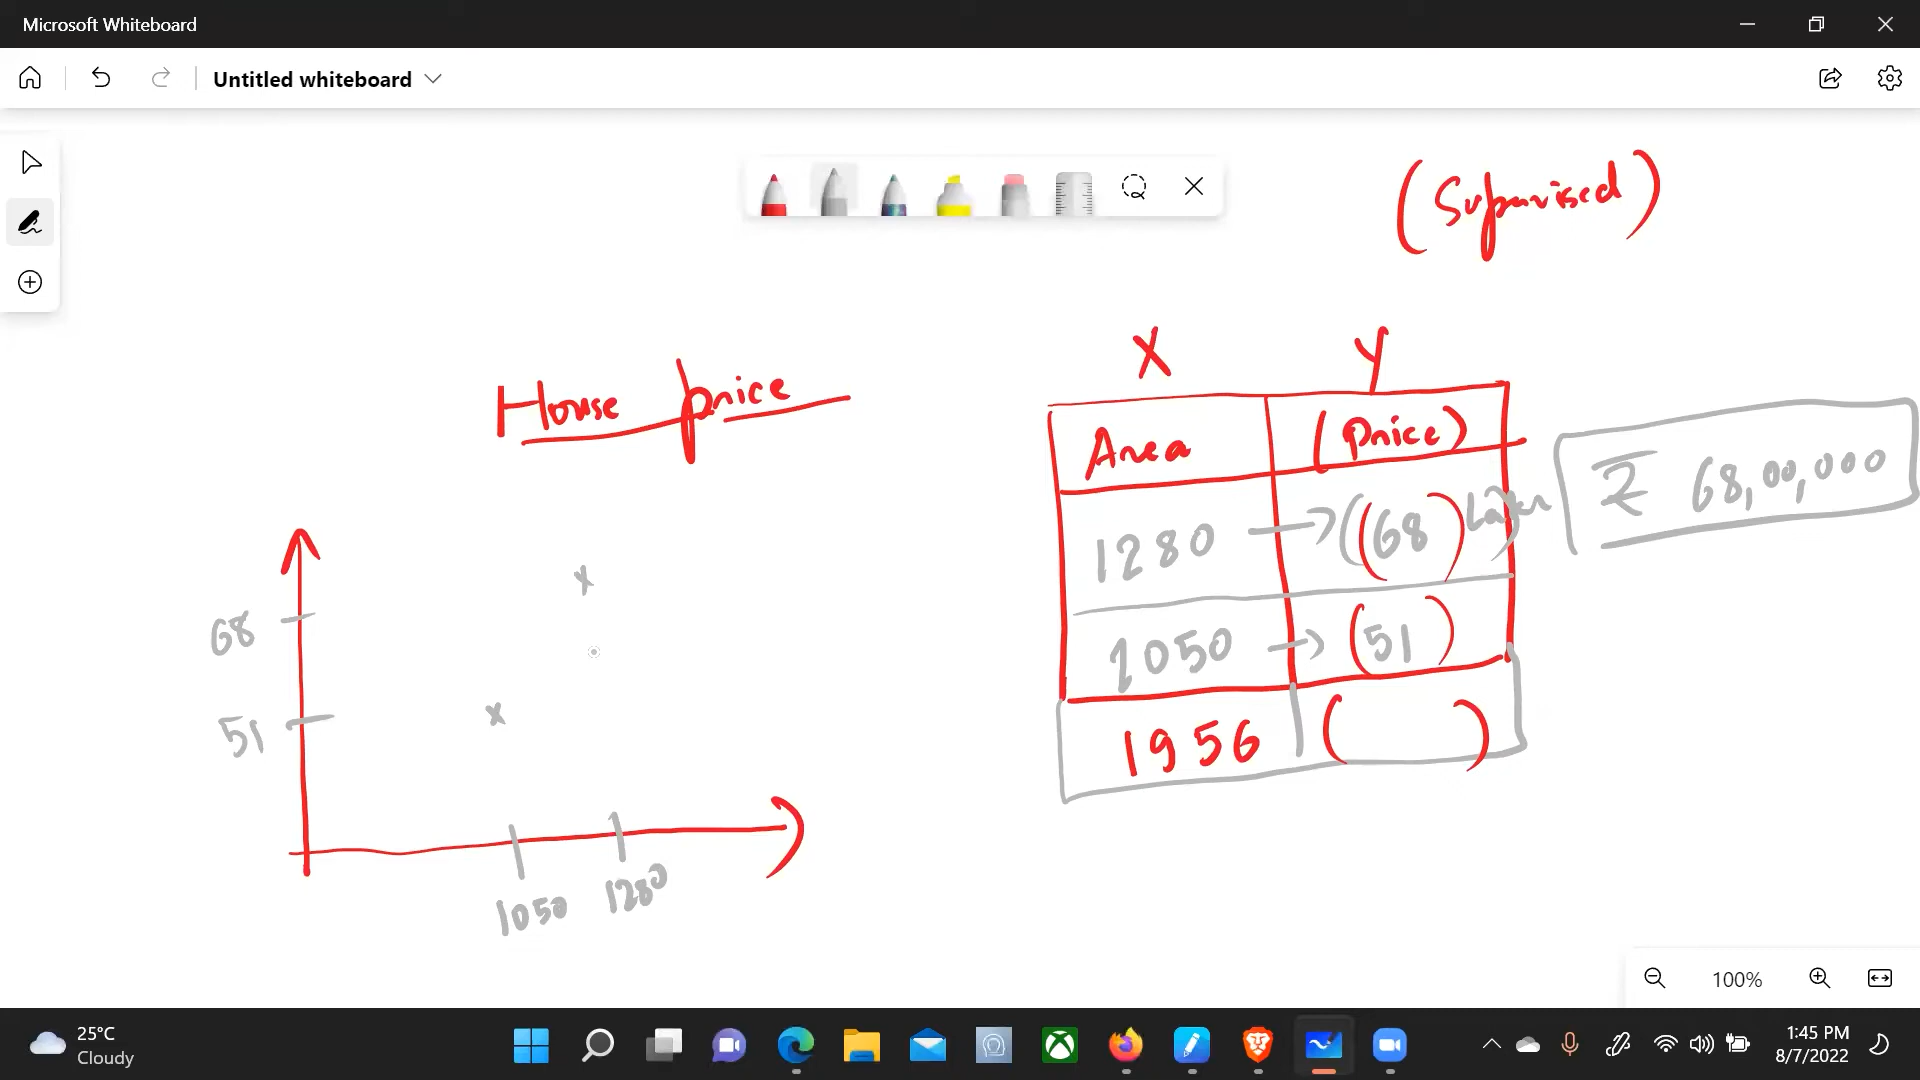 Microsoft Whiteboard
Untitled whiteboard
(Supervised)
X Y
House price
Area (price)
1280 → (68) Lakh
₹ 68,00,000
1050 → (51)
1956 ( )
68
51
1050 1280
100%
25°C
Cloudy
1:45 PM
8/7/2022